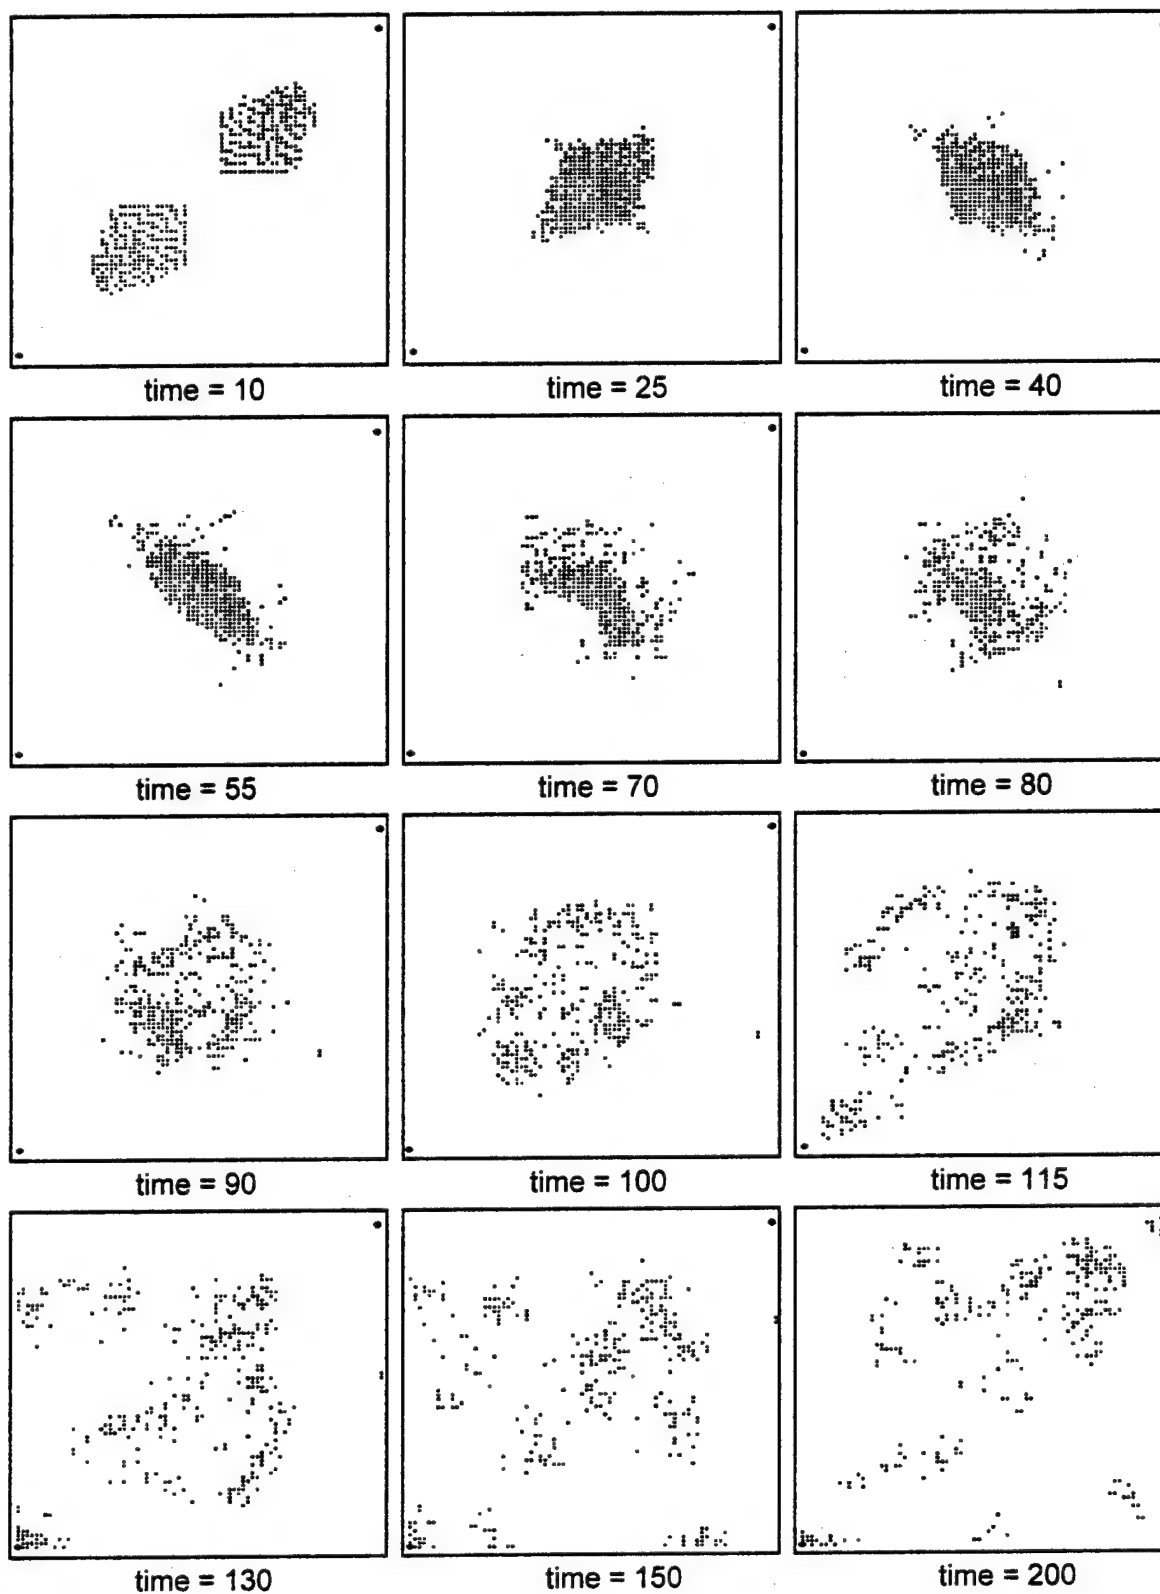 time = 10 time = 25 time = 40
time = 55 time = 70 time = 80
time = 90 time = 100 time = 115
time = 130 time = 150 time = 200